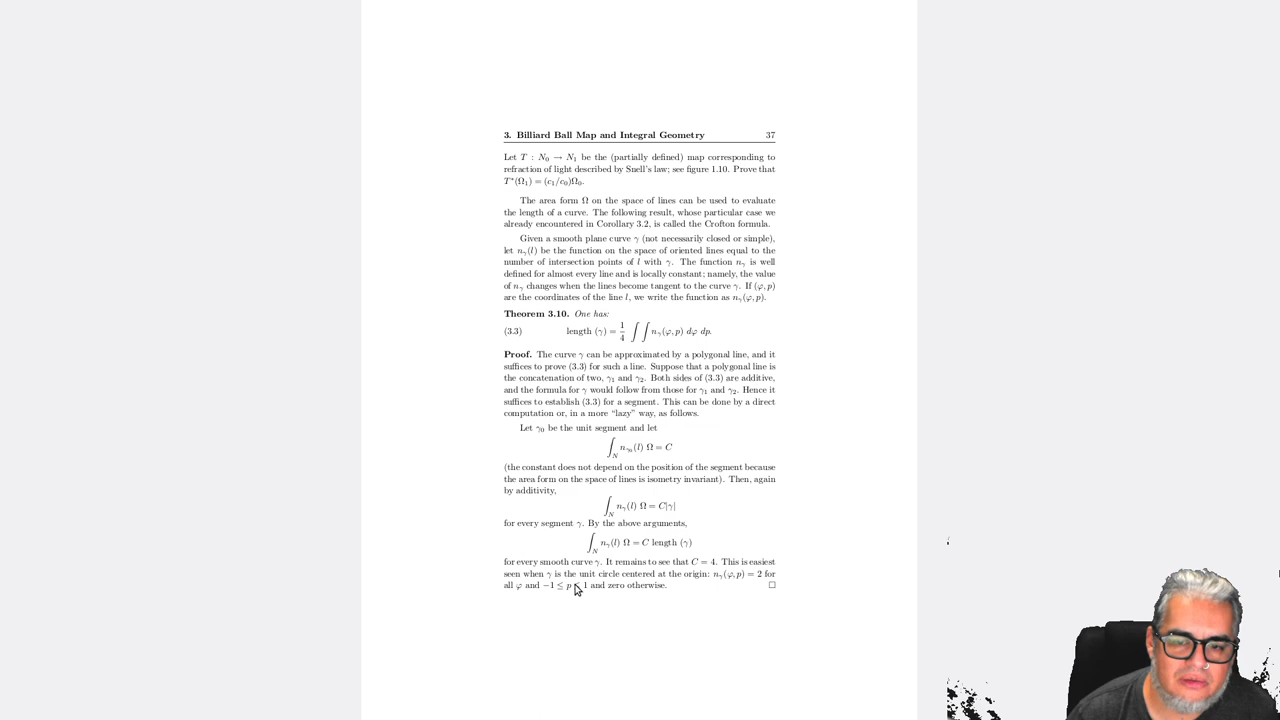 3. Billiard Ball Map and Integral Geometry 37
Let T : N₀ → N₁ be the (partially defined) map corresponding to
refraction of light described by Snell's law; see figure 1.10. Prove that
T*(Ω₁) = (c₁/c₀)Ω₀.
The area form Ω on the space of lines can be used to evaluate
the length of a curve. The following result, whose particular case we
already encountered in Corollary 3.2, is called the Crofton formula.
Given a smooth plane curve γ (not necessarily closed or simple),
let n_γ(l) be the function on the space of oriented lines equal to the
number of intersection points of l with γ. The function n_γ is well
defined for almost every line and is locally constant; namely, the value
of n_γ changes when the lines become tangent to the curve γ. If (φ, p)
are the coordinates of the line l, we write the function as n_γ(φ, p).
Theorem 3.10. One has:
(3.3) length (γ) = 1/4 ∫ ∫ n_γ(φ, p) dφ dp.
Proof. The curve γ can be approximated by a polygonal line, and it
suffices to prove (3.3) for such a line. Suppose that a polygonal line is
the concatenation of two, γ₁ and γ₂. Both sides of (3.3) are additive,
and the formula for γ would follow from those for γ₁ and γ₂. Hence it
suffices to establish (3.3) for a segment. This can be done by a direct
computation or, in a more "lazy" way, as follows.
Let γ₀ be the unit segment and let
∫_N n_γ₀(l) Ω = C
(the constant does not depend on the position of the segment because
the area form on the space of lines is isometry invariant). Then, again
by additivity,
∫_N n_γ(l) Ω = C|γ|
for every segment γ. By the above arguments,
∫_N n_γ(l) Ω = C length (γ)
for every smooth curve γ. It remains to see that C = 4. This is easiest
seen when γ is the unit circle centered at the origin: n_γ(φ, p) = 2 for
all φ and −1 ≤ p ≤ 1 and zero otherwise. □